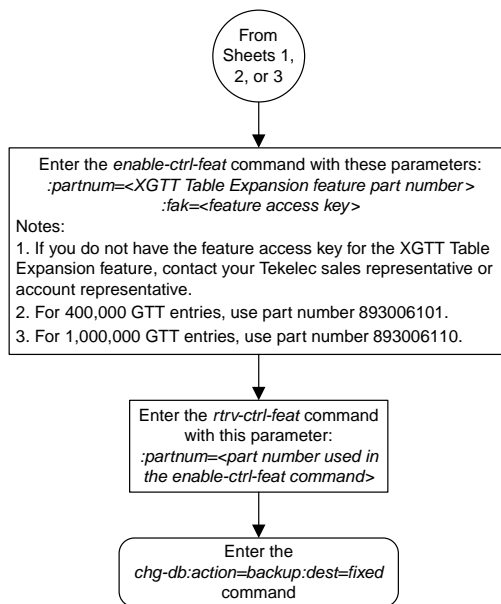 From
Sheets 1,
2, or 3
Enter the enable-ctrl-feat command with these parameters:
:partnum=<XGTT Table Expansion feature part number>
:fak=<feature access key>
Notes:
1. If you do not have the feature access key for the XGTT Table
Expansion feature, contact your Tekelec sales representative or
account representative.
2. For 400,000 GTT entries, use part number 893006101.
3. For 1,000,000 GTT entries, use part number 893006110.
Enter the rtrv-ctrl-feat command
with this parameter:
:partnum=<part number used in
the enable-ctrl-feat command>
Enter the
chg-db:action=backup:dest=fixed
command